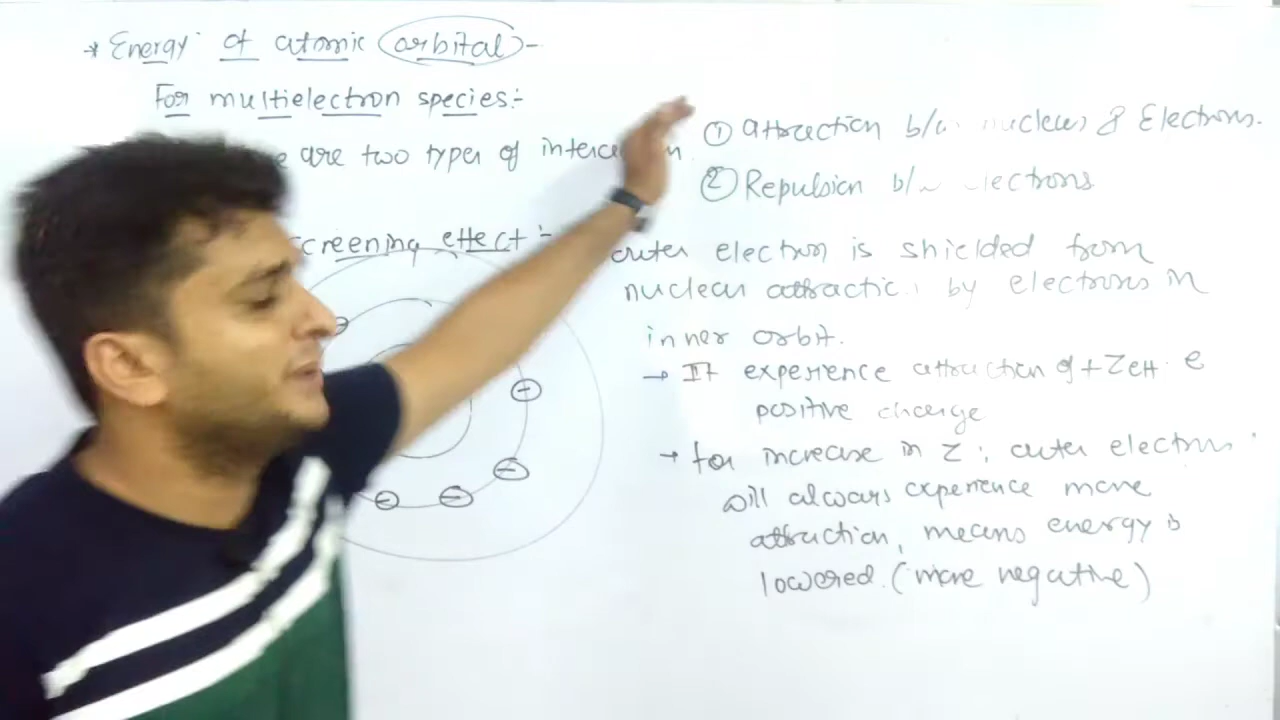 * Energy of atomic orbital -
For multielectron species:-
are two types of
① attraction b/w nucleus & Electrons.
② Repulsion b/w electrons
screening effect :-
outer electron is shielded from
nuclear attraction by electrons in
inner orbit.
→ It experience attraction of + Zeff. e
positive charge
→ for increase in Z, outer electrons
will always experience more
attraction, means energy is
lowered. (more negative)